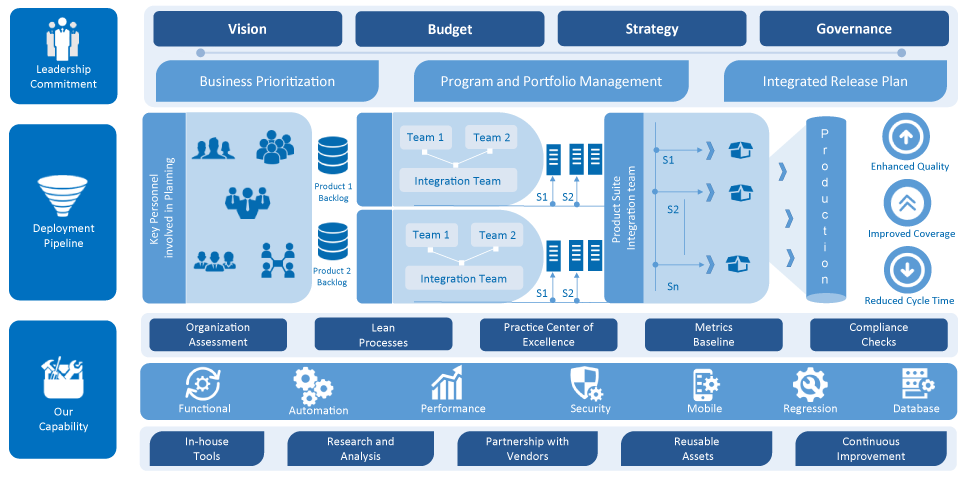 Leadership
Commitment
Vision
Budget
Strategy
Governance
Business Prioritization
Program and Portfolio Management
Integrated Release Plan
Deployment
Pipeline
Key Personnel
involved in Planning
Product 1
Backlog
Product 2
Backlog
Team 1
Team 2
Integration Team
S1
S2
Team 1
Team 2
Integration Team
S1
S2
Product Suite
Integration team
S1
S2
Sn
Production
Enhanced Quality
Improved Coverage
Reduced Cycle Time
Our
Capability
Organization
Assessment
Lean
Processes
Practice Center of
Excellence
Metrics
Baseline
Compliance
Checks
Functional
Automation
Performance
Security
Mobile
Regression
Database
In-house
Tools
Research and
Analysis
Partnership with
Vendors
Reusable
Assets
Continuous
Improvement